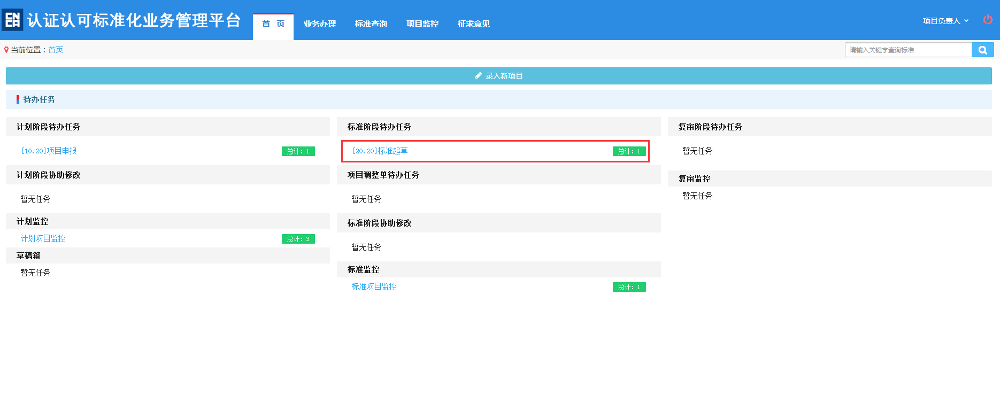 CNCA 认证认可标准化业务管理平台
首 页 业务办理 标准查询 项目监控 征求意见
项目负责人
当前位置：首页
请输入关键字查询标准
录入新项目
待办任务
计划阶段待办任务
[10.20]项目申报 总计：1
计划阶段协助修改
暂无任务
计划监控
计划项目监控 总计：3
草稿箱
暂无任务
标准阶段待办任务
[20.20]标准起草 总计：1
项目调整单待办任务
暂无任务
标准阶段协助修改
暂无任务
标准监控
标准项目监控 总计：1
复审阶段待办任务
暂无任务
复审监控
暂无任务